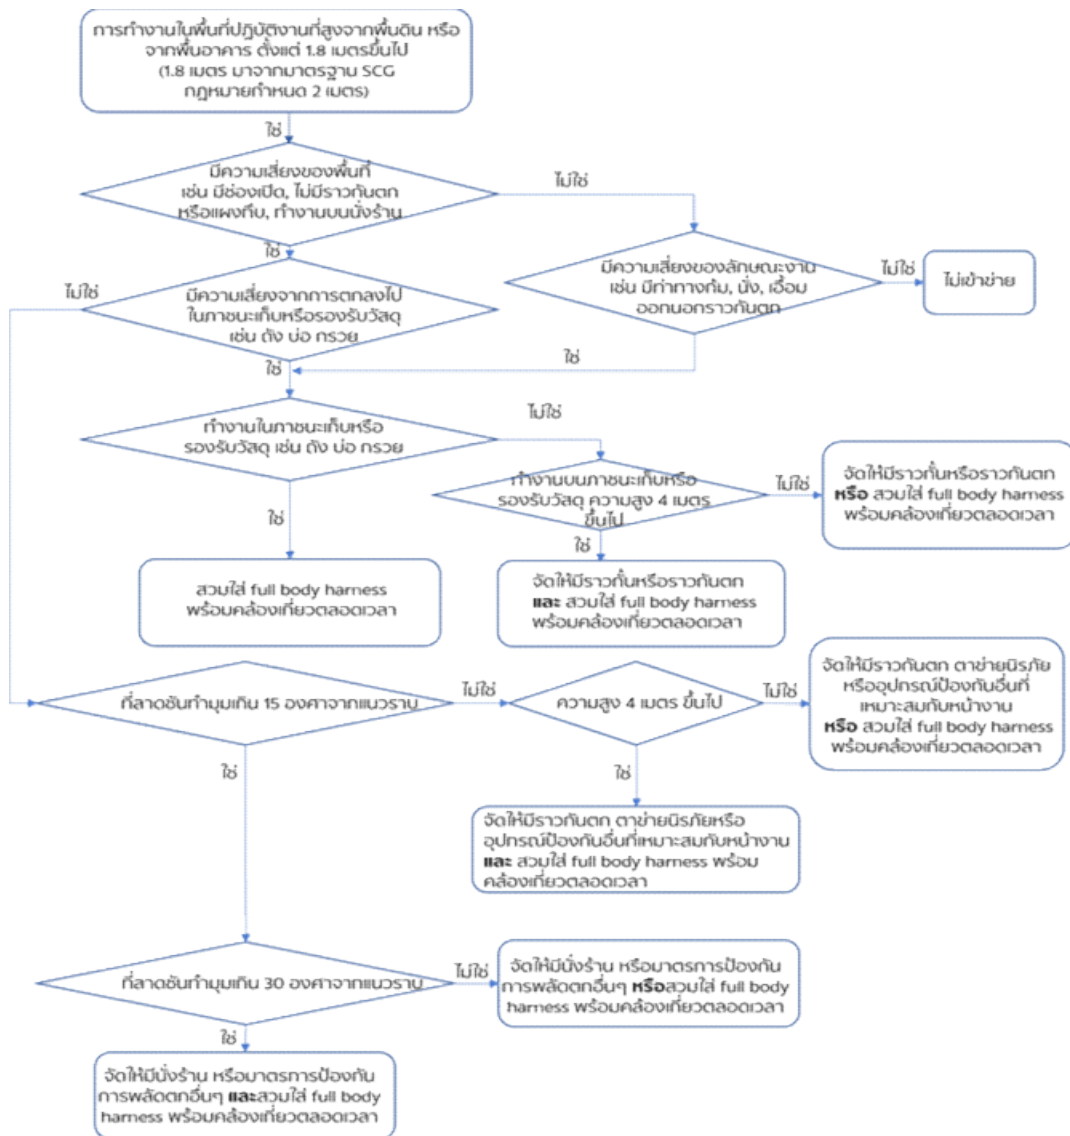 การทำงานในพื้นที่ปฏิบัติงานที่สูงจากพื้นดิน หรือ
จากพื้นอาคาร ตั้งแต่ 1.8 เมตรขึ้นไป
(1.8 เมตร มาจากมาตรฐาน SCG
กฎหมายกำหนด 2 เมตร)
ใช่
มีความเสี่ยงของพื้นที่
เช่น มีช่องเปิด, ไม่มีราวกันตก
หรือแผงทึบ, ทำงานบนนั่งร้าน
ไม่ใช่
ใช่
มีความเสี่ยงของลักษณะงาน
เช่น มีท่าทางก้ม, นั่ง, เอื้อม
ออกนอกราวกันตก
ไม่ใช่
ไม่เข้าข่าย
ไม่ใช่
มีความเสี่ยงจากการตกลงไป
ในภาชนะเก็บหรือรองรับวัสดุ
เช่น ถัง บ่อ กรวย
ใช่
ใช่
ทำงานในภาชนะเก็บหรือ
รองรับวัสดุ เช่น ถัง บ่อ กรวย
ไม่ใช่
ทำงานบนภาชนะเก็บหรือ
รองรับวัสดุ ความสูง 4 เมตร
ขึ้นไป
ไม่ใช่
จัดให้มีราวกั้นหรือราวกันตก
หรือ สวมใส่ full body harness
พร้อมคล้องเกี่ยวตลอดเวลา
ใช่
ใช่
สวมใส่ full body harness
พร้อมคล้องเกี่ยวตลอดเวลา
จัดให้มีราวกั้นหรือราวกันตก
และ สวมใส่ full body harness
พร้อมคล้องเกี่ยวตลอดเวลา
ที่ลาดชันทำมุมเกิน 15 องศาจากแนวราบ
ไม่ใช่
ความสูง 4 เมตร ขึ้นไป
ไม่ใช่
จัดให้มีราวกันตก ตาข่ายนิรภัย
หรืออุปกรณ์ป้องกันอื่นที่
เหมาะสมกับหน้างาน
หรือ สวมใส่ full body harness
พร้อมคล้องเกี่ยวตลอดเวลา
ใช่
ใช่
จัดให้มีราวกันตก ตาข่ายนิรภัยหรือ
อุปกรณ์ป้องกันอื่นที่เหมาะสมกับหน้างาน
และ สวมใส่ full body harness พร้อม
คล้องเกี่ยวตลอดเวลา
ที่ลาดชันทำมุมเกิน 30 องศาจากแนวราบ
ไม่ใช่
จัดให้มีนั่งร้าน หรือมาตรการป้องกัน
การพลัดตกอื่นๆ หรือสวมใส่ full body
harness พร้อมคล้องเกี่ยวตลอดเวลา
ใช่
จัดให้มีนั่งร้าน หรือมาตรการป้องกัน
การพลัดตกอื่นๆ และสวมใส่ full body
harness พร้อมคล้องเกี่ยวตลอดเวลา